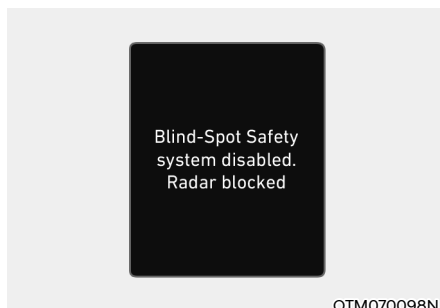 Blind-Spot Safety
system disabled.
Radar blocked
OTM070098N